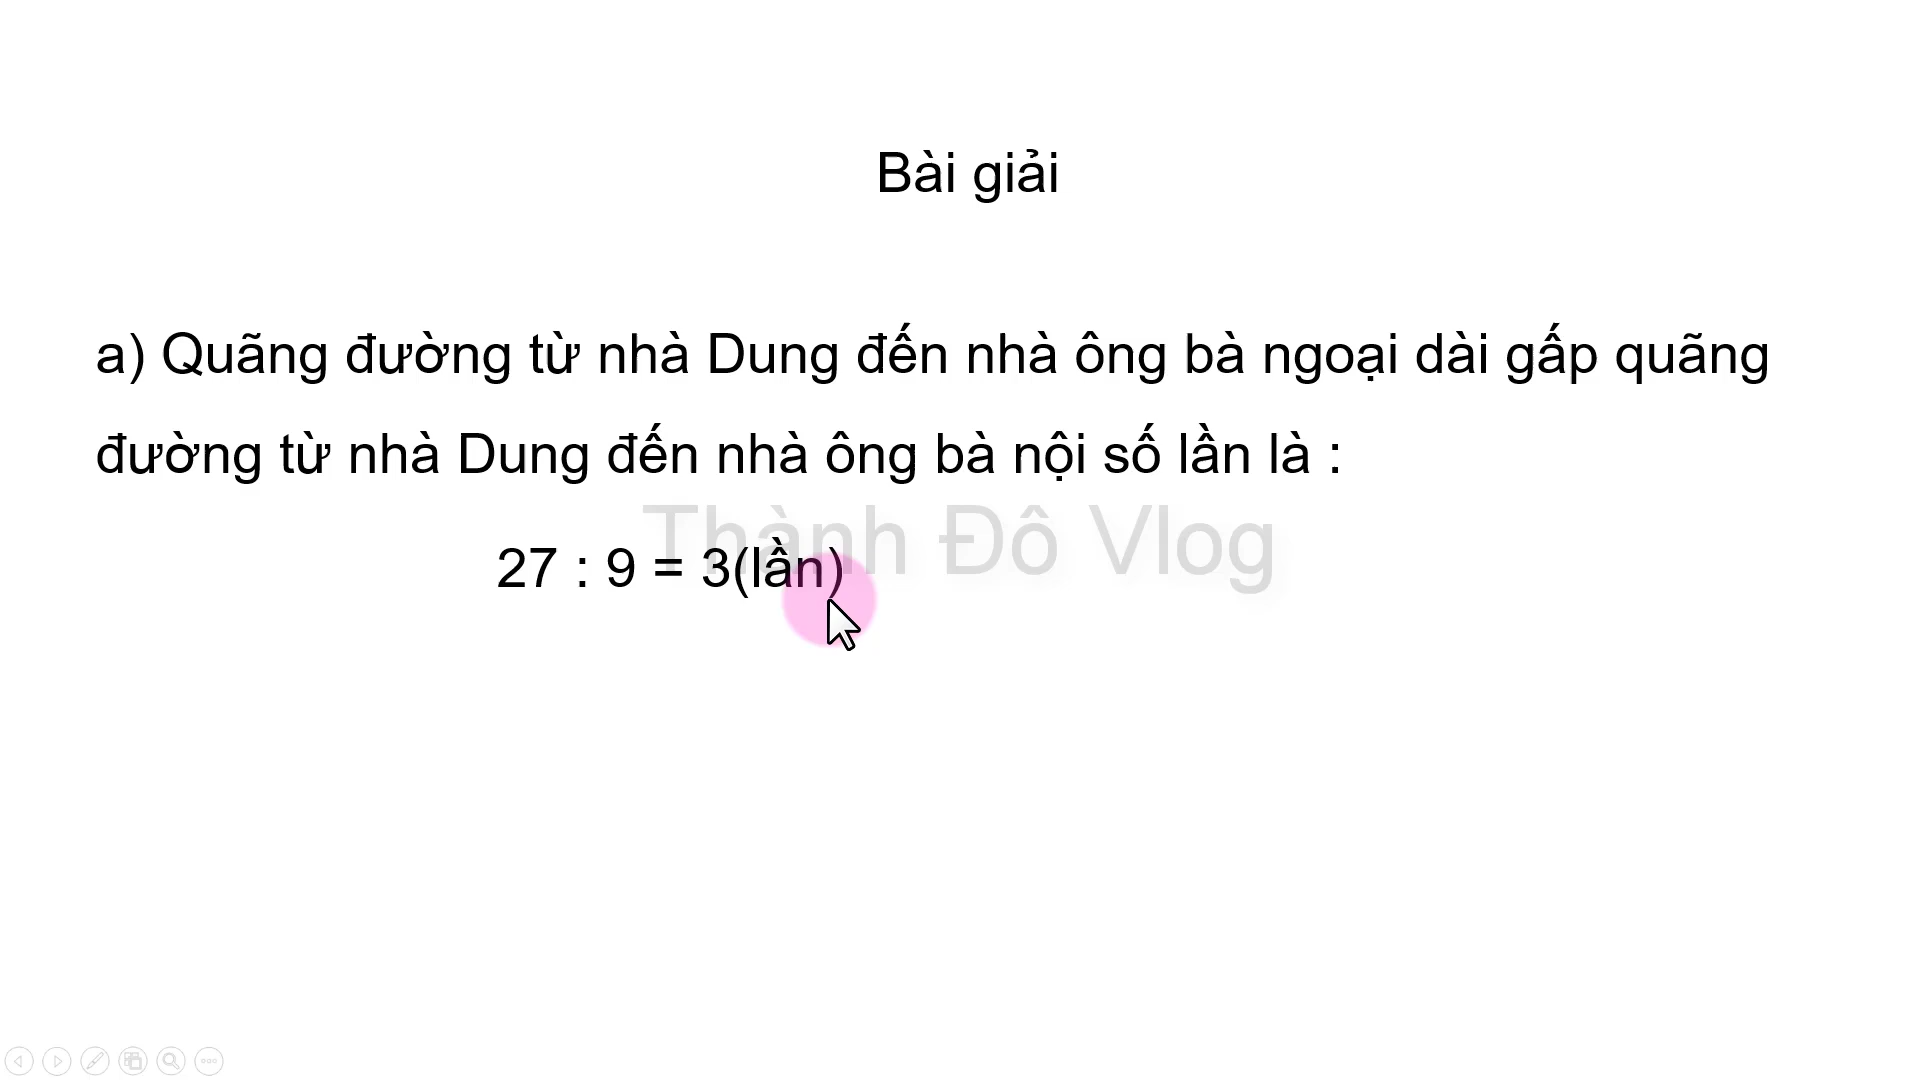 Bài giải
a) Quãng đường từ nhà Dung đến nhà ông bà ngoại dài gấp quãng
đường từ nhà Dung đến nhà ông bà nội số lần là :
Thành Đô Vlog
27 : 9 = 3(lần)